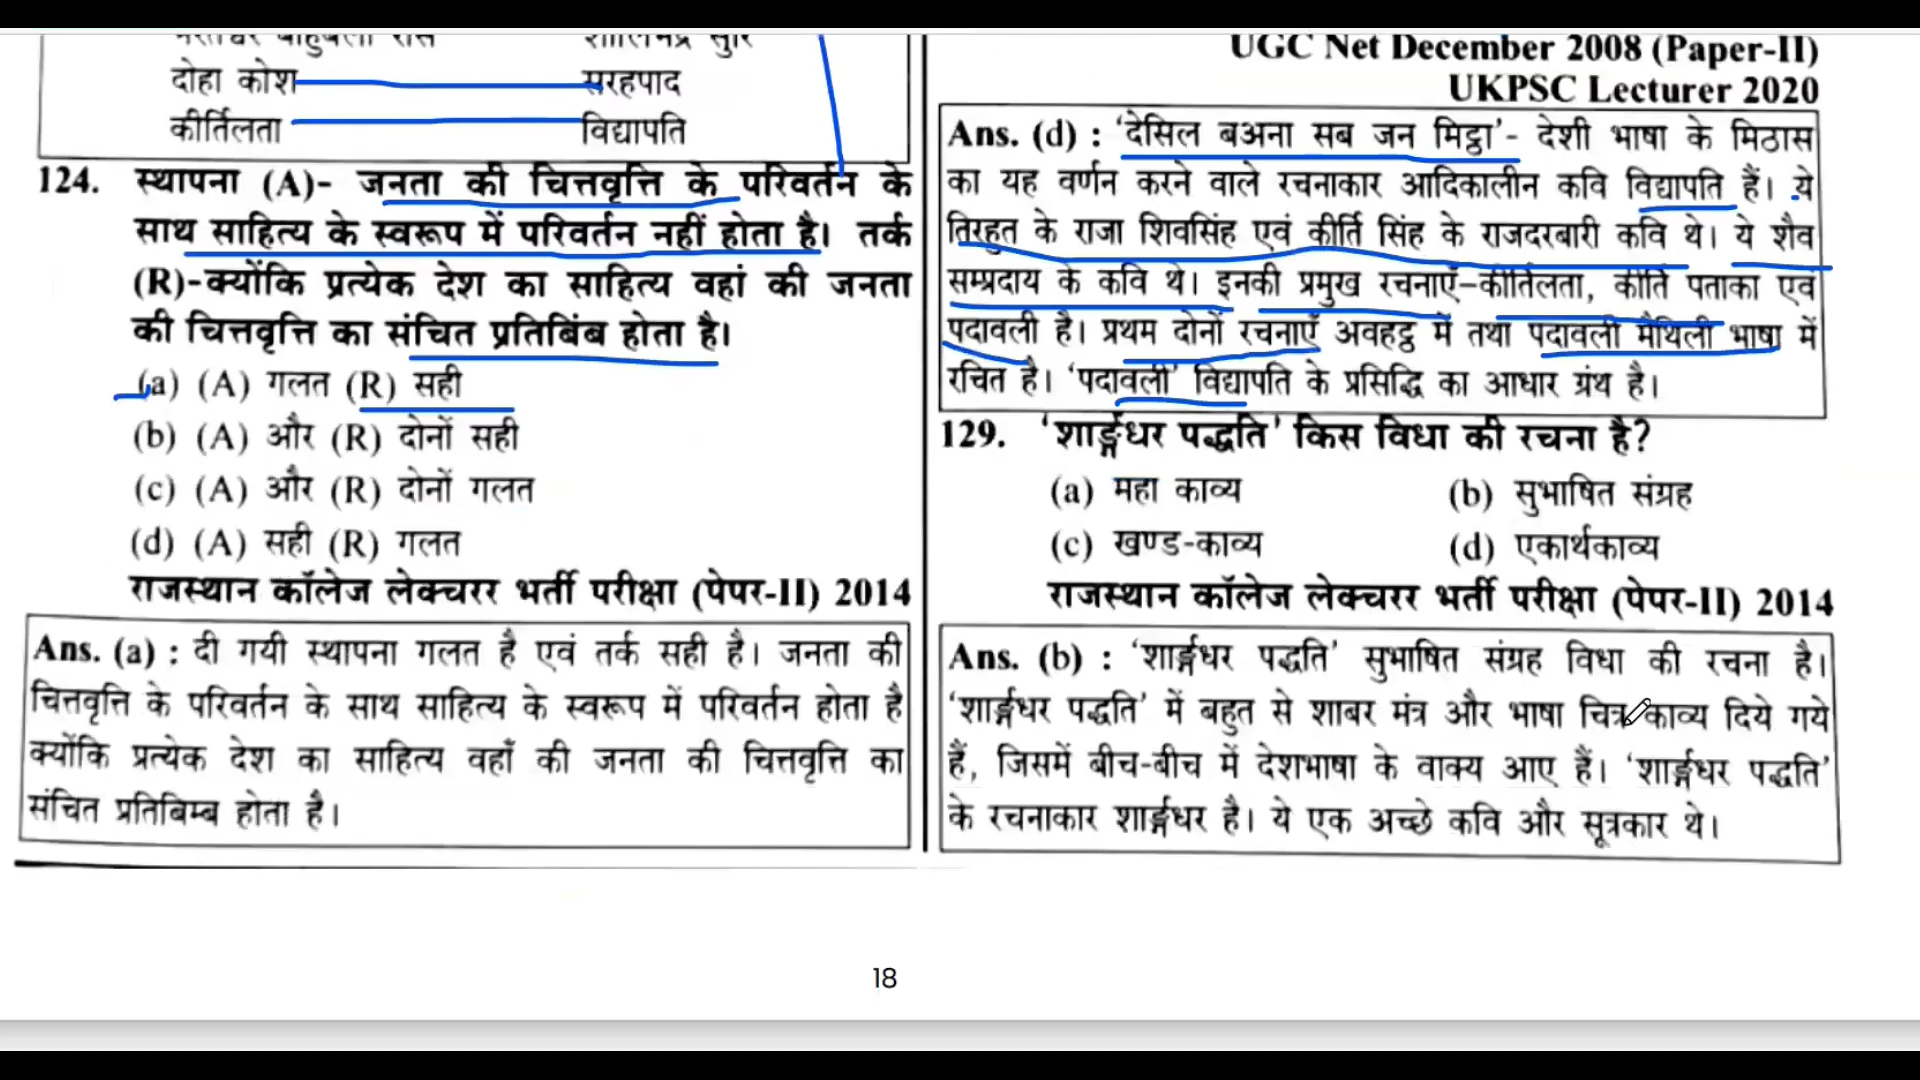 भरतेश्वर बाहुबली रास शालिभद्र सूरि
दोहा कोश सरहपाद
कीर्तिलता विद्यापति
124. स्थापना (A)- जनता की चित्तवृत्ति के परिवर्तन के
साथ साहित्य के स्वरूप में परिवर्तन नहीं होता है। तर्क
(R)-क्योंकि प्रत्येक देश का साहित्य वहां की जनता
की चित्तवृत्ति का संचित प्रतिबिंब होता है।
(a) (A) गलत (R) सही
(b) (A) और (R) दोनों सही
(c) (A) और (R) दोनों गलत
(d) (A) सही (R) गलत
राजस्थान कॉलेज लेक्चरर भर्ती परीक्षा (पेपर-II) 2014
Ans. (a) : दी गयी स्थापना गलत है एवं तर्क सही है। जनता की
चित्तवृत्ति के परिवर्तन के साथ साहित्य के स्वरूप में परिवर्तन होता है
क्योंकि प्रत्येक देश का साहित्य वहाँ की जनता की चित्तवृत्ति का
संचित प्रतिबिम्ब होता है।
UGC Net December 2008 (Paper-II)
UKPSC Lecturer 2020
Ans. (d) : 'देसिल बअना सब जन मिट्ठा'- देशी भाषा के मिठास
का यह वर्णन करने वाले रचनाकार आदिकालीन कवि विद्यापति हैं। ये
तिरहुत के राजा शिवसिंह एवं कीर्ति सिंह के राजदरबारी कवि थे। ये शैव
सम्प्रदाय के कवि थे। इनकी प्रमुख रचनाएँ–कीर्तिलता, कीर्ति पताका एवं
पदावली है। प्रथम दोनों रचनाएँ अवहट्ठ में तथा पदावली मैथिली भाषा में
रचित है। 'पदावली' विद्यापति के प्रसिद्धि का आधार ग्रंथ है।
129. 'शार्ङ्गधर पद्धति' किस विधा की रचना है?
(a) महा काव्य (b) सुभाषित संग्रह
(c) खण्ड-काव्य (d) एकार्थकाव्य
राजस्थान कॉलेज लेक्चरर भर्ती परीक्षा (पेपर-II) 2014
Ans. (b) : 'शार्ङ्गधर पद्धति' सुभाषित संग्रह विधा की रचना है।
'शार्ङ्गधर पद्धति' में बहुत से शाबर मंत्र और भाषा चित्र काव्य दिये गये
हैं, जिसमें बीच-बीच में देशभाषा के वाक्य आए हैं। 'शार्ङ्गधर पद्धति'
के रचनाकार शार्ङ्गधर है। ये एक अच्छे कवि और सूत्रकार थे।
18